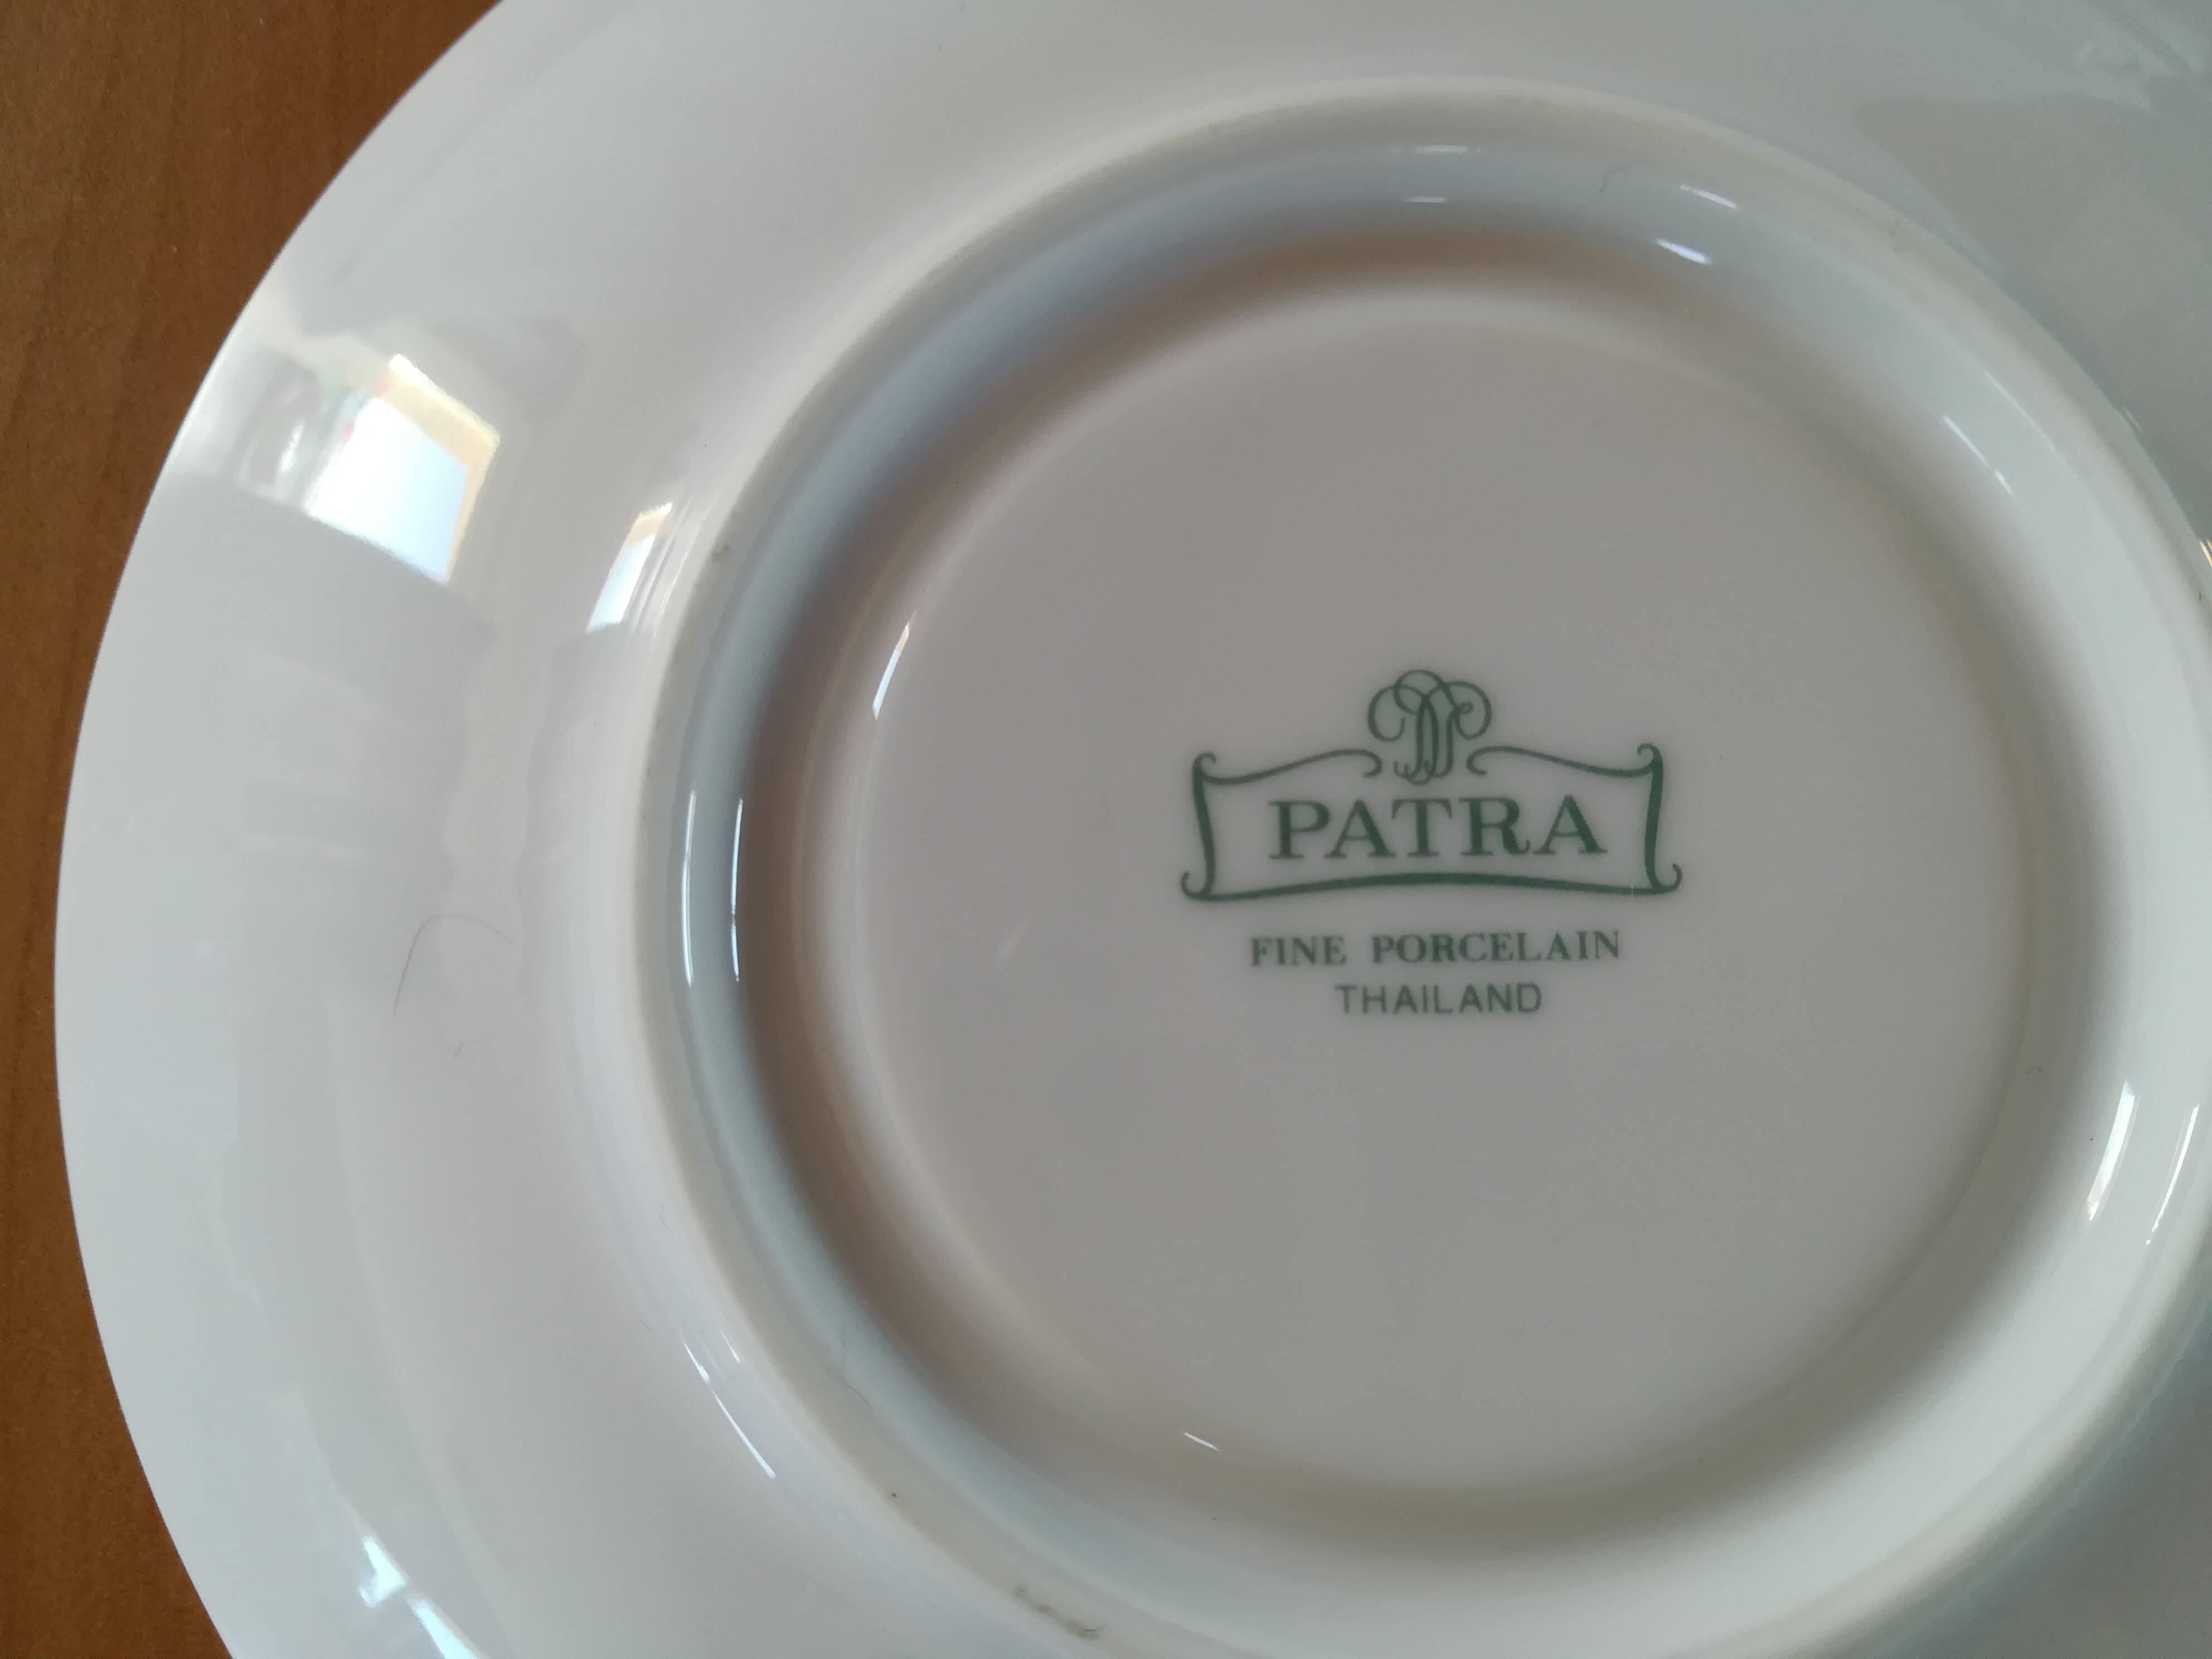 PATRA
FINE PORCELAIN
THAILAND